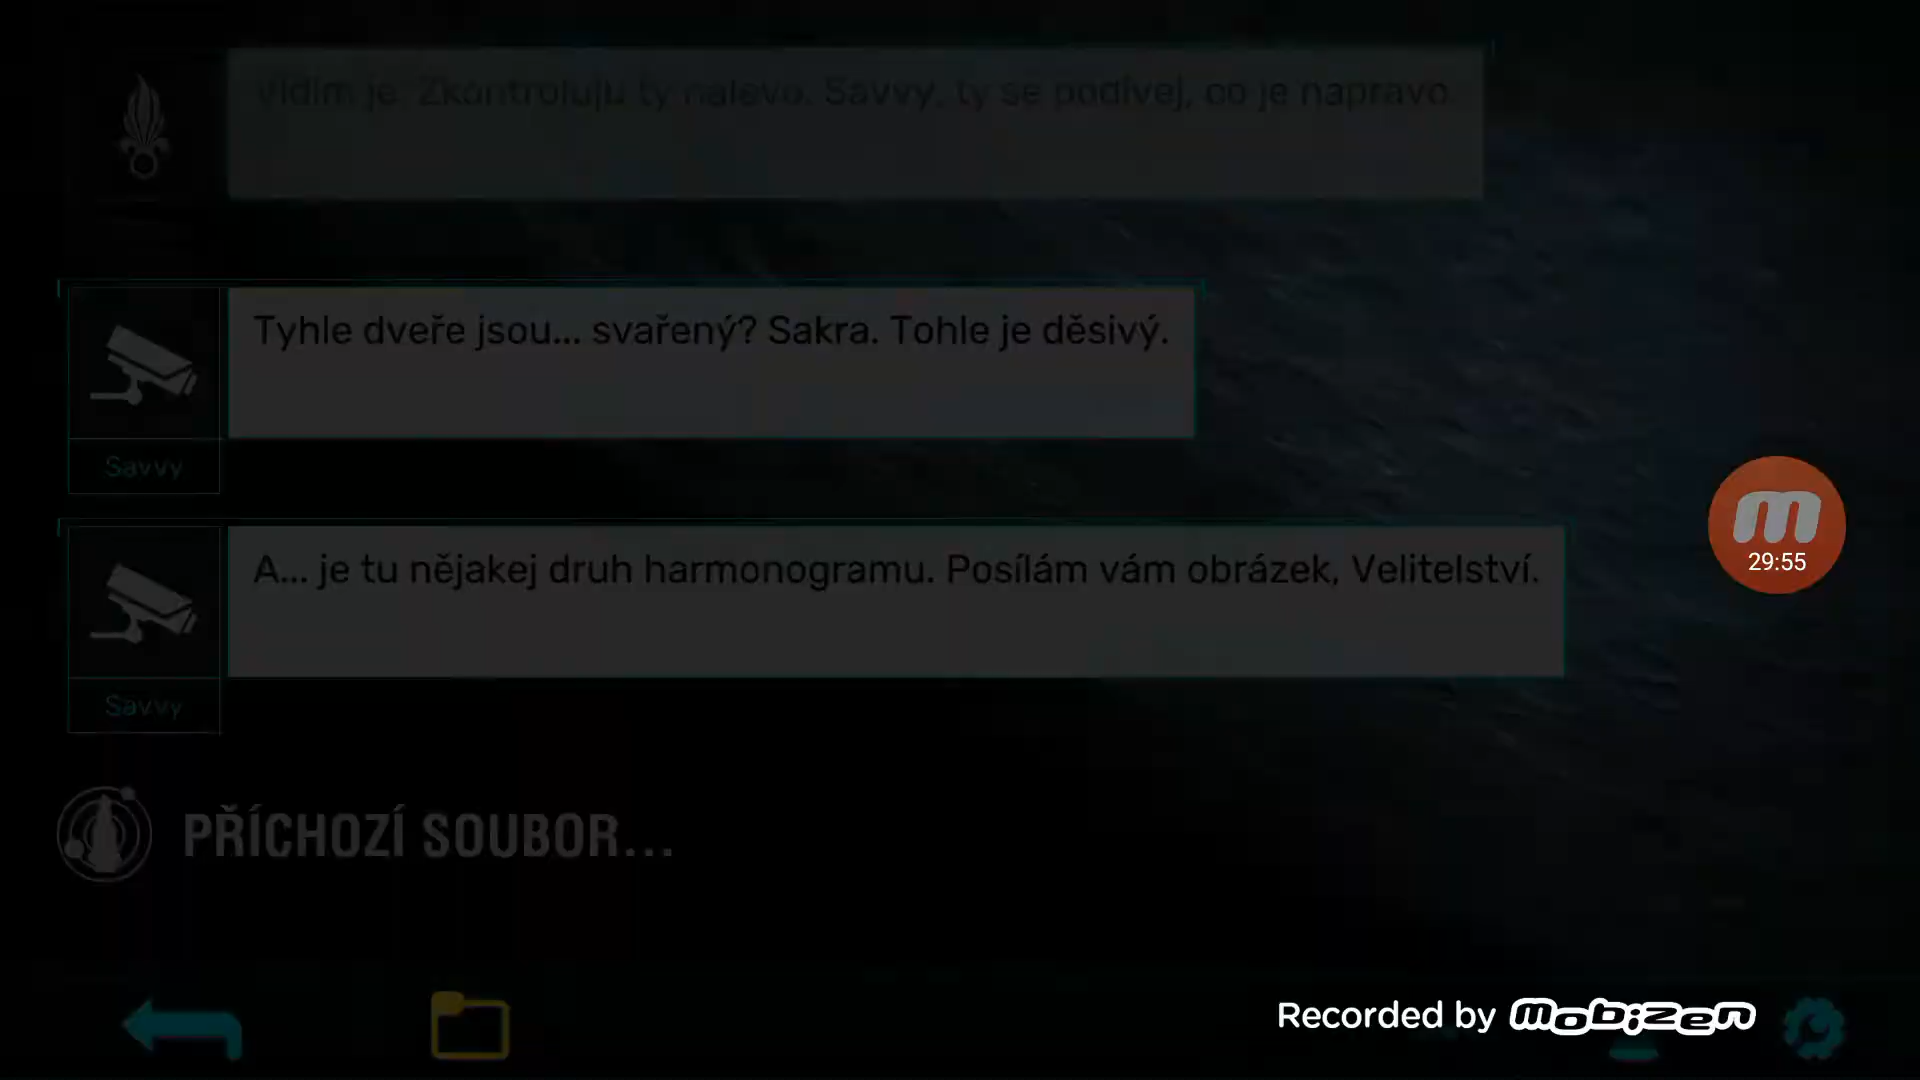 Vidím je. Zkontroluju ty nalevo. Savvy, ty se podívej, co je napravo.
Tyhle dveře jsou... svařený? Sakra. Tohle je děsivý.
Savvy
A... je tu nějakej druh harmonogramu. Posílám vám obrázek, Velitelství.
Savvy
m
29:55
PŘÍCHOZÍ SOUBOR...
Recorded by mobizen